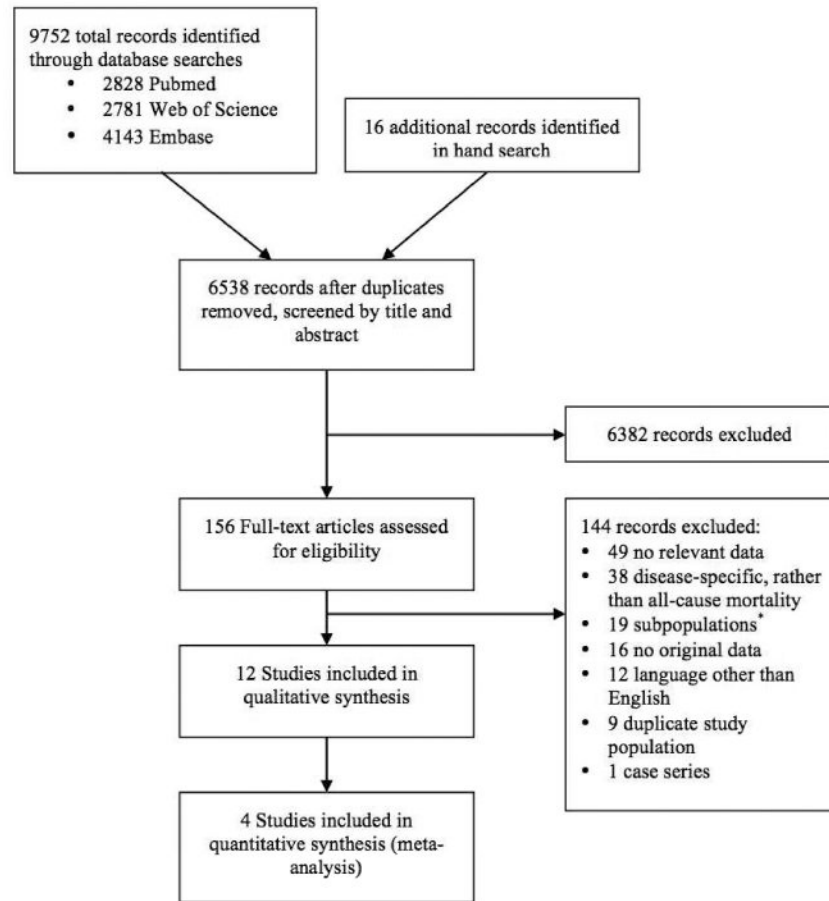 9752 total records identified
through database searches
• 2828 Pubmed
• 2781 Web of Science
• 4143 Embase
16 additional records identified
in hand search
6538 records after duplicates
removed, screened by title and
abstract
6382 records excluded
156 Full-text articles assessed
for eligibility
144 records excluded:
• 49 no relevant data
• 38 disease-specific, rather
than all-cause mortality
• 19 subpopulations*
• 16 no original data
• 12 language other than
English
• 9 duplicate study
population
• 1 case series
12 Studies included in
qualitative synthesis
4 Studies included in
quantitative synthesis (meta-
analysis)